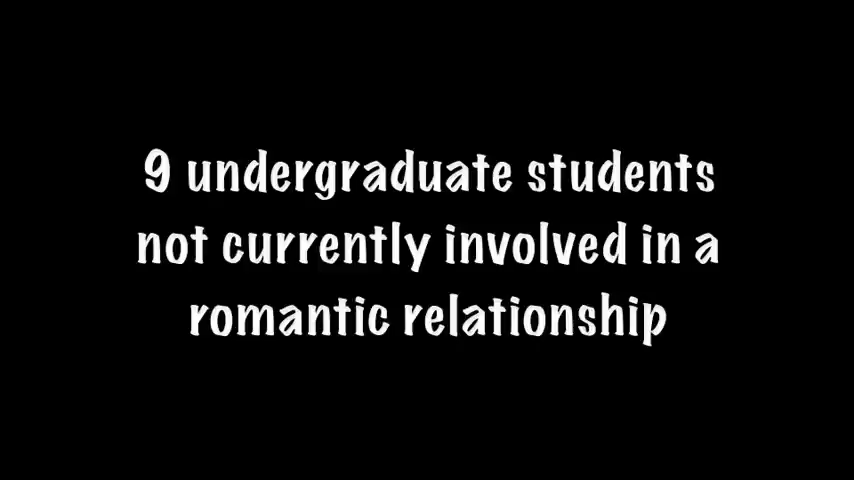 9 undergraduate students
not currently involved in a
romantic relationship